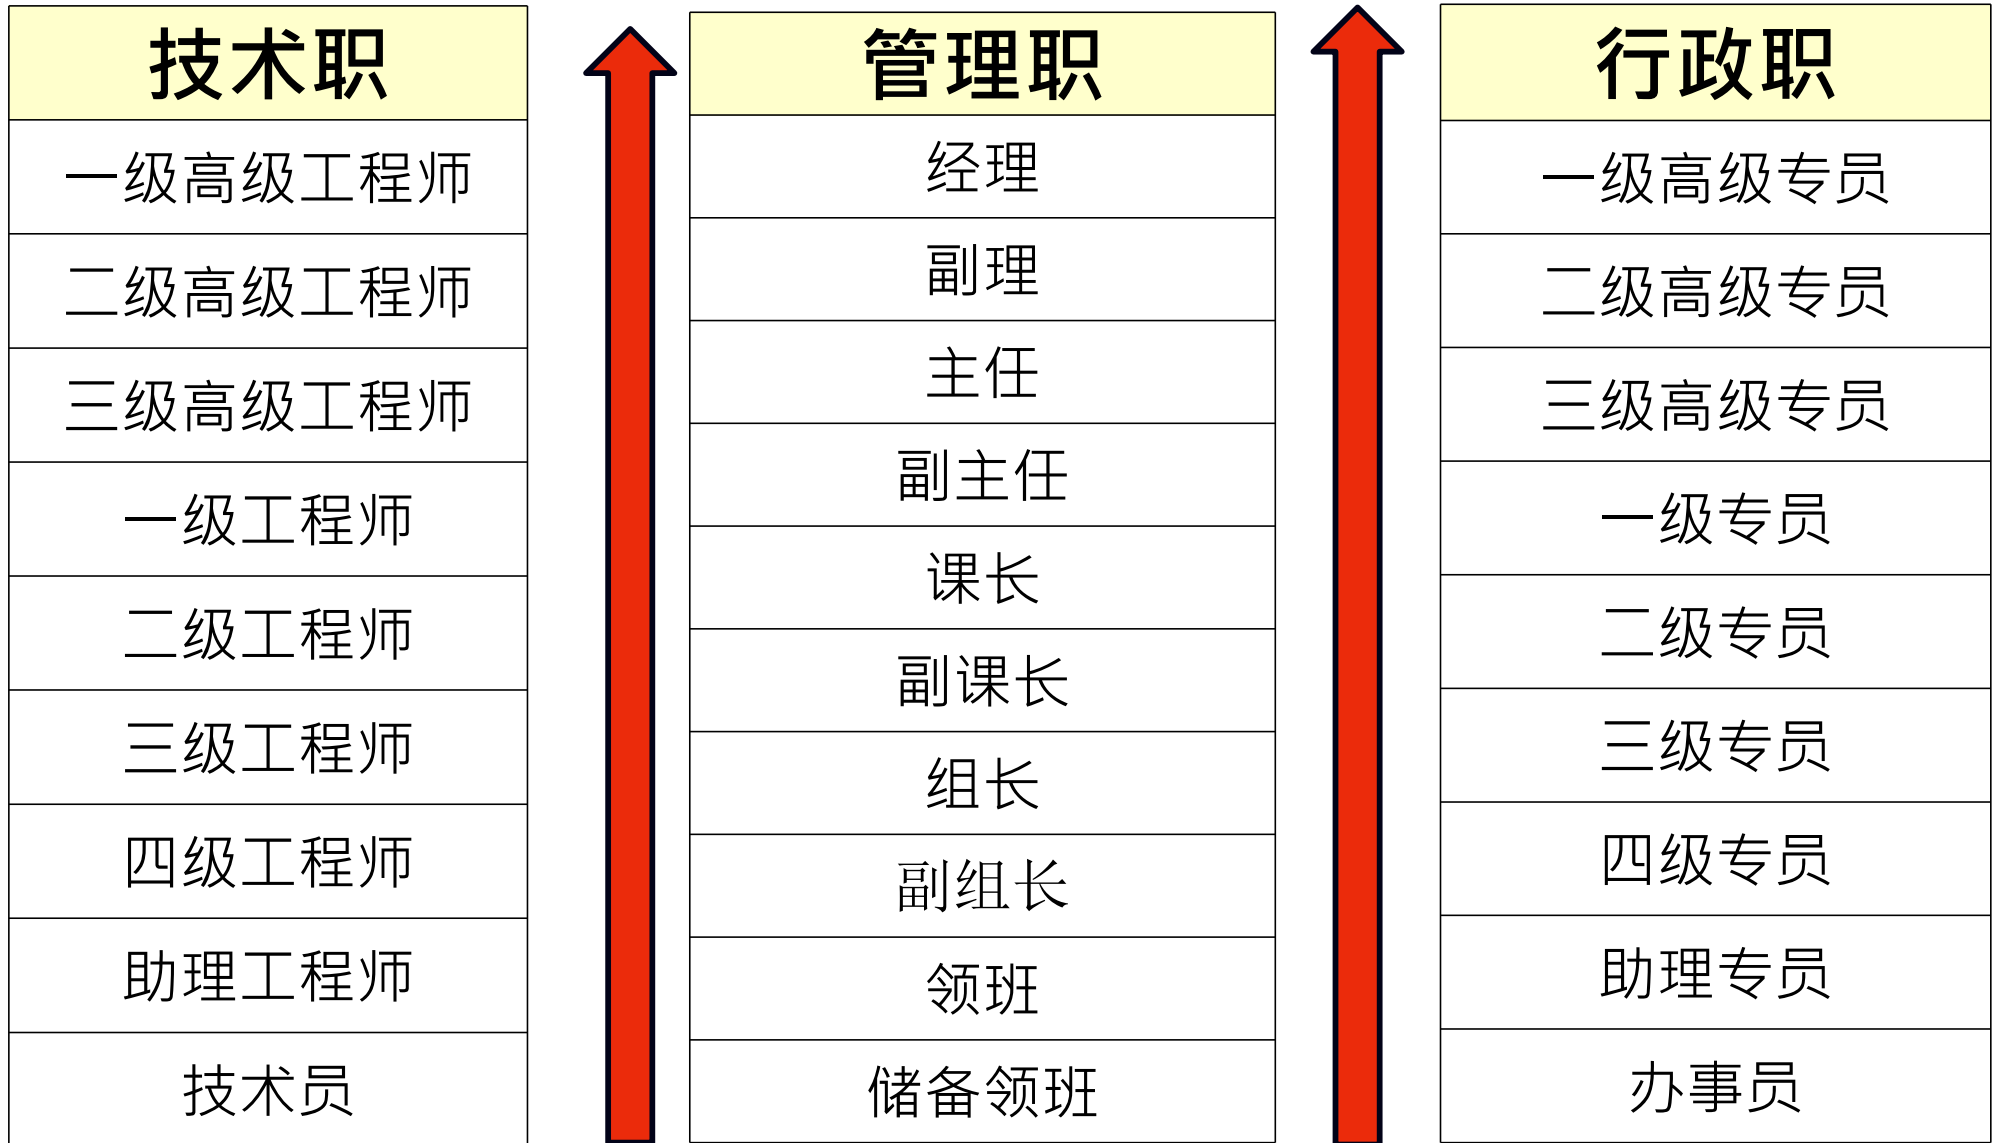 技术职
一级高级工程师
二级高级工程师
三级高级工程师
一级工程师
二级工程师
三级工程师
四级工程师
助理工程师
技术员
管理职
经理
副理
主任
副主任
课长
副课长
组长
副组长
领班
储备领班
行政职
一级高级专员
二级高级专员
三级高级专员
一级专员
二级专员
三级专员
四级专员
助理专员
办事员